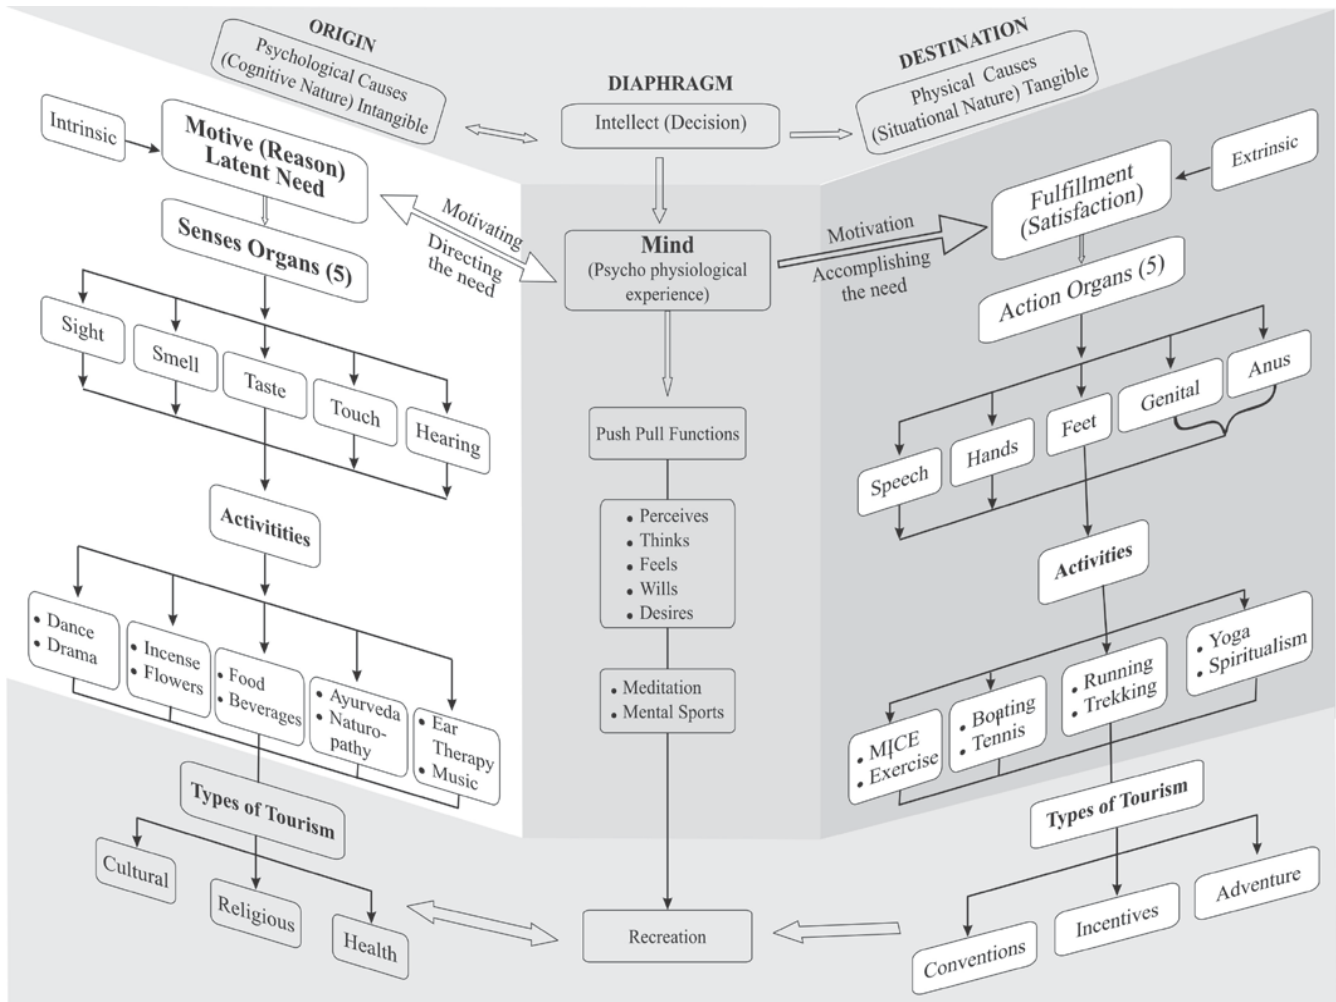 ORIGIN
Psychological Causes
(Cognitive Nature) Intangible
Intrinsic
Motive (Reason)
Latent Need
Senses Organs (5)
Sight
Smell
Taste
Touch
Hearing
Activitities
• Dance
• Drama
• Incense
• Flowers
• Food
• Beverages
• Ayurveda
• Naturo-
pathy
• Ear
Therapy
• Music
Types of Tourism
Cultural
Religious
Health
DIAPHRAGM
Intellect (Decision)
Motivating
Directing
the need
Mind
(Psycho physiological
experience)
Motivation
Accomplishing
the need
Push Pull Functions
• Perceives
• Thinks
• Feels
• Wills
• Desires
• Meditation
• Mental Sports
Recreation
DESTINATION
Physical Causes
(Situational Nature) Tangible
Extrinsic
Fulfillment
(Satisfaction)
Action Organs (5)
Speech
Hands
Feet
Genital
Anus
Activities
• MICE
• Exercise
• Boating
• Tennis
• Running
• Trekking
• Yoga
• Spiritualism
Types of Tourism
Conventions
Incentives
Adventure